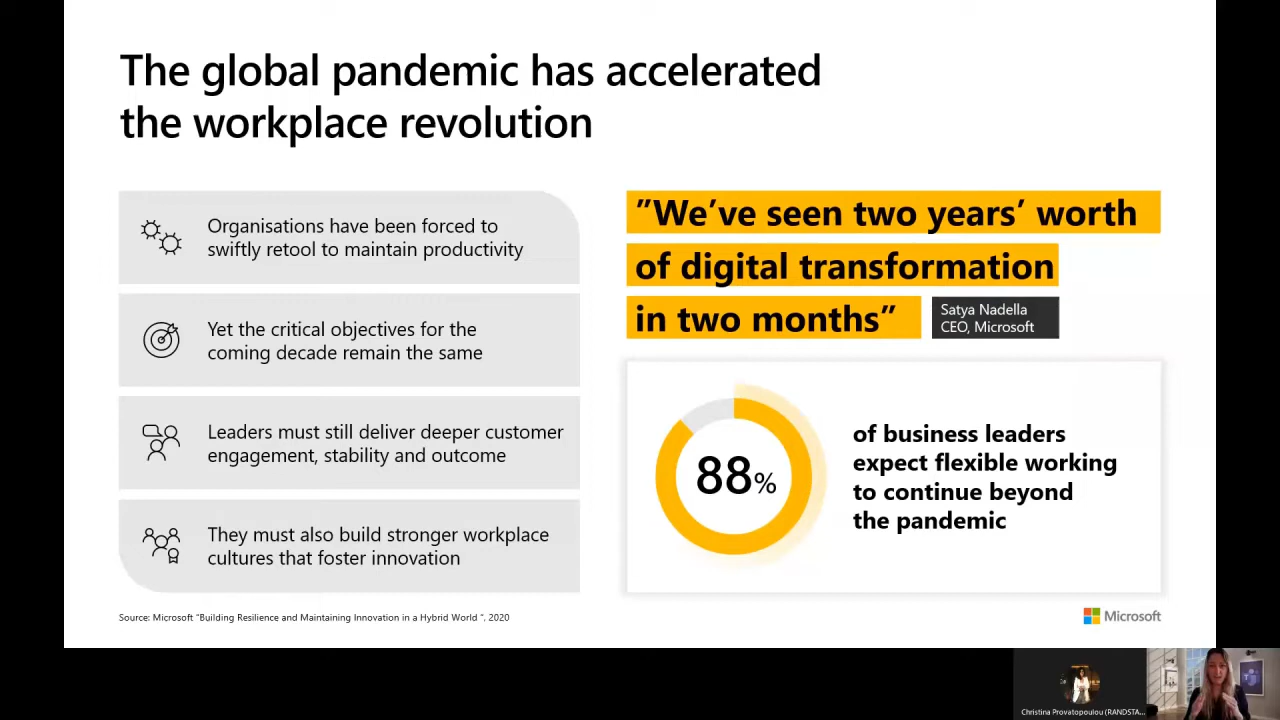 The global pandemic has accelerated
the workplace revolution
Organisations have been forced to
swiftly retool to maintain productivity
Yet the critical objectives for the
coming decade remain the same
Leaders must still deliver deeper customer
engagement, stability and outcome
They must also build stronger workplace
cultures that foster innovation
Source: Microsoft “Building Resilience and Maintaining Innovation in a Hybrid World “, 2020
”We’ve seen two years’ worth
of digital transformation
in two months”
Satya Nadella
CEO, Microsoft
88%
of business leaders
expect flexible working
to continue beyond
the pandemic
Microsoft
Christina Provatopoulou (RANDSTA...